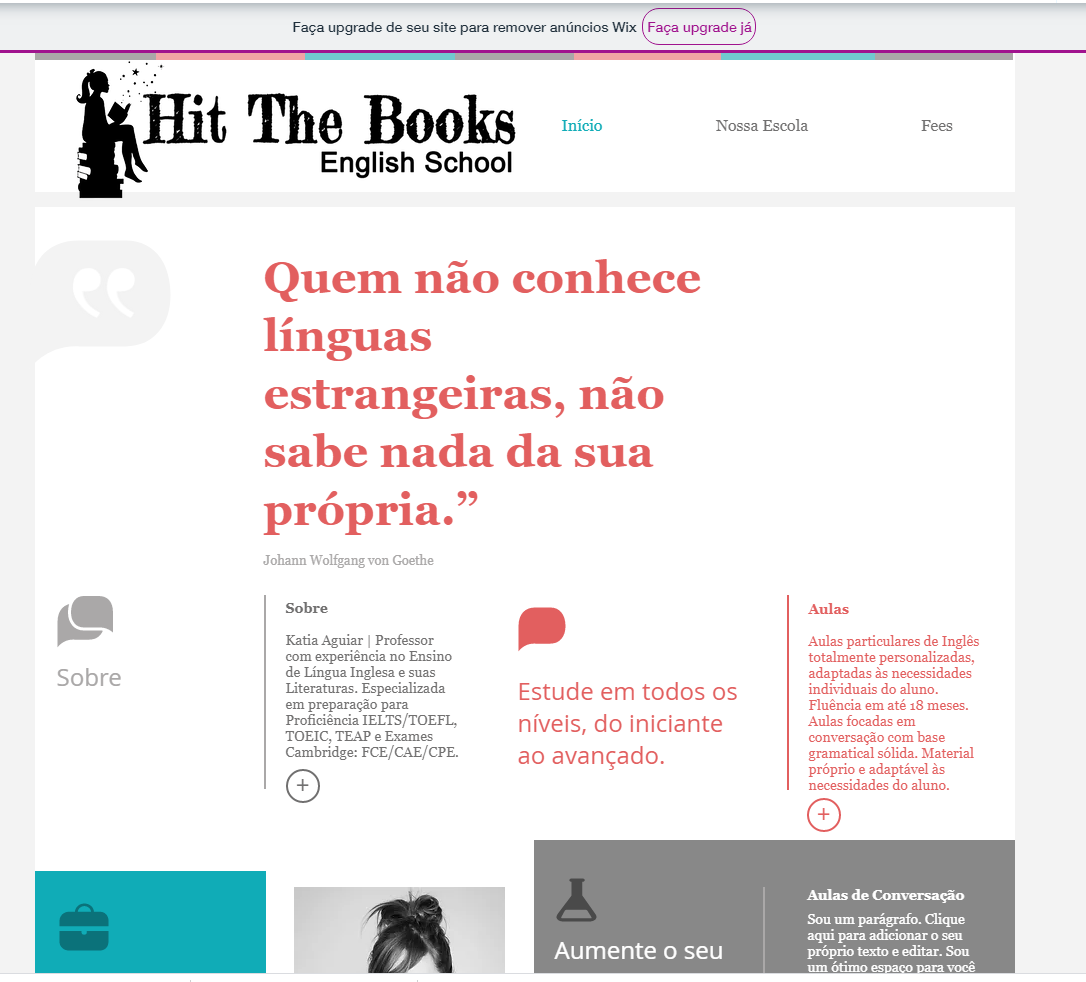 Faça upgrade de seu site para remover anúncios Wix Faça upgrade já
Hit The Books
English School
Início
Nossa Escola
Fees
Quem não conhece
línguas
estrangeiras, não
sabe nada da sua
própria.”
Johann Wolfgang von Goethe
Sobre
Sobre
Katia Aguiar | Professor
com experiência no Ensino
de Língua Inglesa e suas
Literaturas. Especializada
em preparação para
Proficiência IELTS/TOEFL,
TOEIC, TEAP e Exames
Cambridge: FCE/CAE/CPE.
+
Estude em todos os
níveis, do iniciante
ao avançado.
Aulas
Aulas particulares de Inglês
totalmente personalizadas,
adaptadas às necessidades
individuais do aluno.
Fluência em até 18 meses.
Aulas focadas em
conversação com base
gramatical sólida. Material
próprio e adaptável às
necessidades do aluno.
+
Aumente o seu
Aulas de Conversação
Sou um parágrafo. Clique
aqui para adicionar o seu
próprio texto e editar. Sou
um ótimo espaço para você